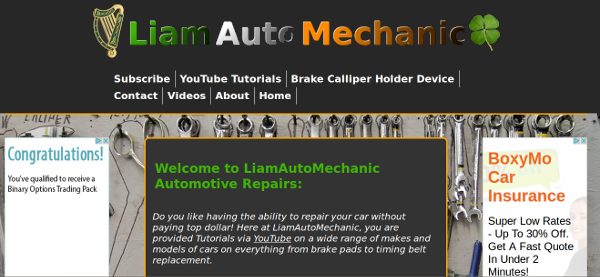 Liam Auto Mechanic
Subscribe YouTube Tutorials Brake Calliper Holder Device
Contact Videos About Home
Congratulations!
You've qualified to receive a
Binary Options Trading Pack
Welcome to LiamAutoMechanic
Automotive Repairs:
Do you like having the ability to repair your car without
paying top dollar! Here at LiamAutoMechanic, you are
provided Tutorials via YouTube on a wide range of makes and
models of cars on everything from brake pads to timing belt
replacement.
BoxyMo
Car
Insurance
Super Low Rates
- Up To 30% Off.
Get A Fast Quote
In Under 2
Minutes!